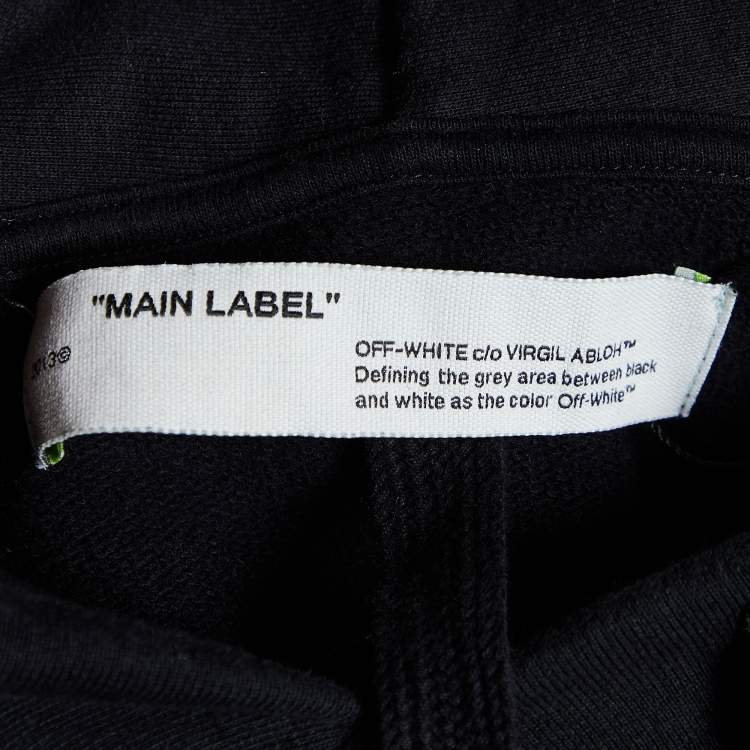 "MAIN LABEL"
OFF-WHITE c/o VIRGIL ABLOH™
Defining the grey area between black
and white as the color Off-White™